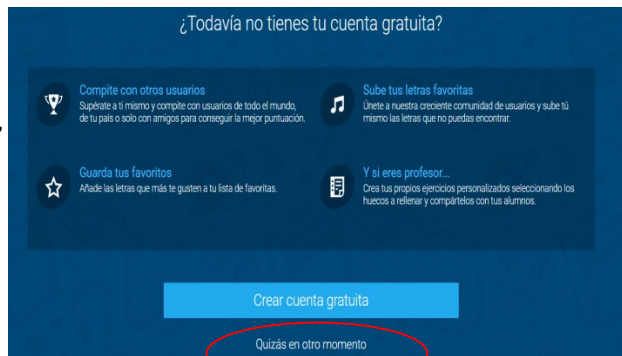 ¿Todavía no tienes tu cuenta gratuita?
Compite con otros usuarios
Supérate a ti mismo y compite con usuarios de todo el mundo,
de tu país o solo con amigos para conseguir la mejor puntuación.
Sube tus letras favoritas
Únete a nuestra creciente comunidad de usuarios y sube tú
mismo las letras que no puedas encontrar.
Guarda tus favoritos
Añade las letras que más te gusten a tu lista de favoritas.
Y si eres profesor...
Crea tus propios ejercicios personalizados seleccionando los
huecos a rellenar y compártelos con tus alumnos.
Crear cuenta gratuita
Quizás en otro momento